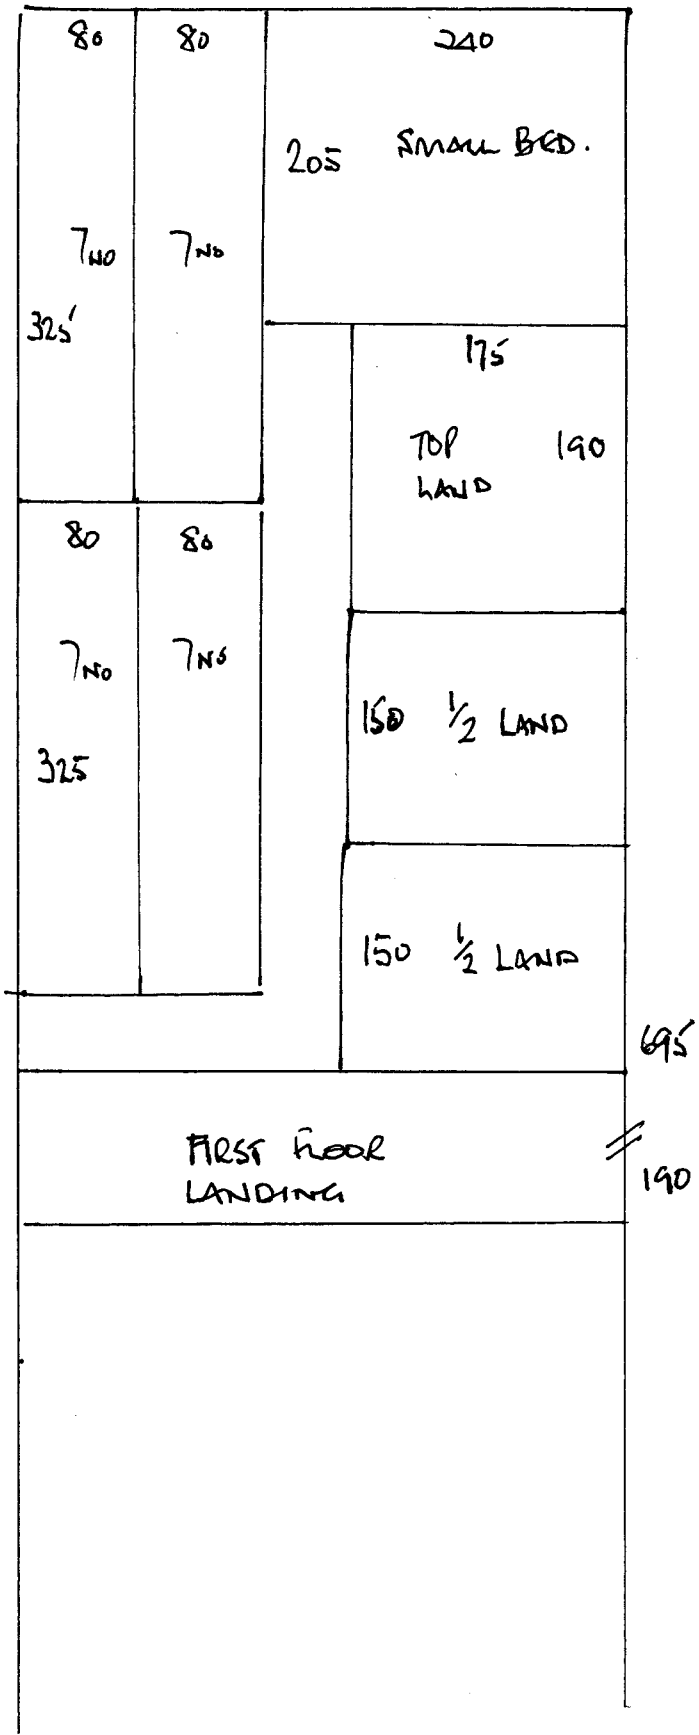 80 80 240
205 SMALL BED.
7NO 7NO
325
175
TOP 190
LAND
80 80
7NO 7NO
150 1/2 LAND
325
150 1/2 LAND
695
FIRST FLOOR
LANDING
190